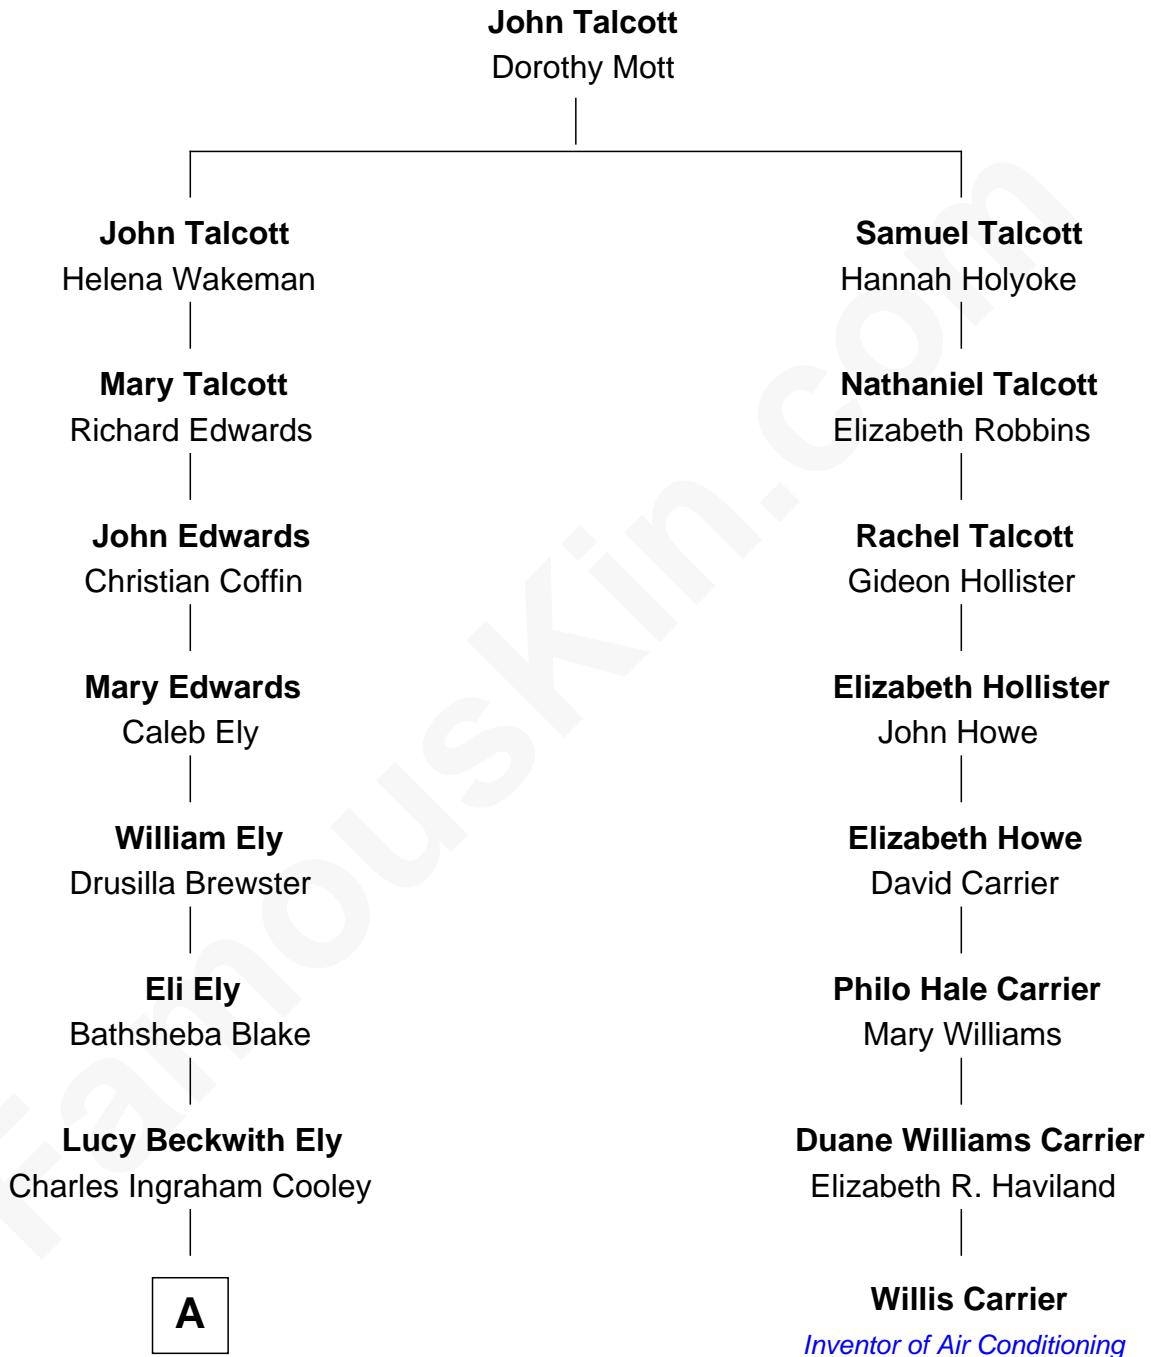 John Talcott
Dorothy Mott
John Talcott
Helena Wakeman
Samuel Talcott
Hannah Holyoke
Mary Talcott
Richard Edwards
Nathaniel Talcott
Elizabeth Robbins
John Edwards
Christian Coffin
Rachel Talcott
Gideon Hollister
Mary Edwards
Caleb Ely
Elizabeth Hollister
John Howe
William Ely
Drusilla Brewster
Elizabeth Howe
David Carrier
Eli Ely
Bathsheba Blake
Philo Hale Carrier
Mary Williams
Lucy Beckwith Ely
Charles Ingraham Cooley
Duane Williams Carrier
Elizabeth R. Haviland
A
Willis Carrier
Inventor of Air Conditioning
FamousKin.com